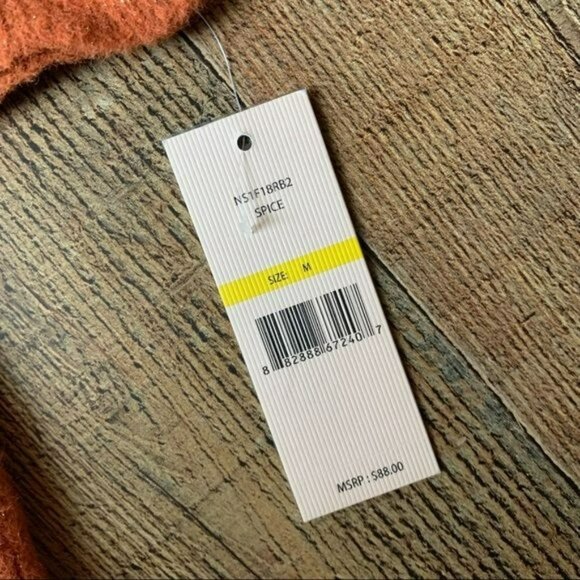 NS1F18RB2
SPICE
SIZE: M
8 82888 67240 7
MSRP : $88.00